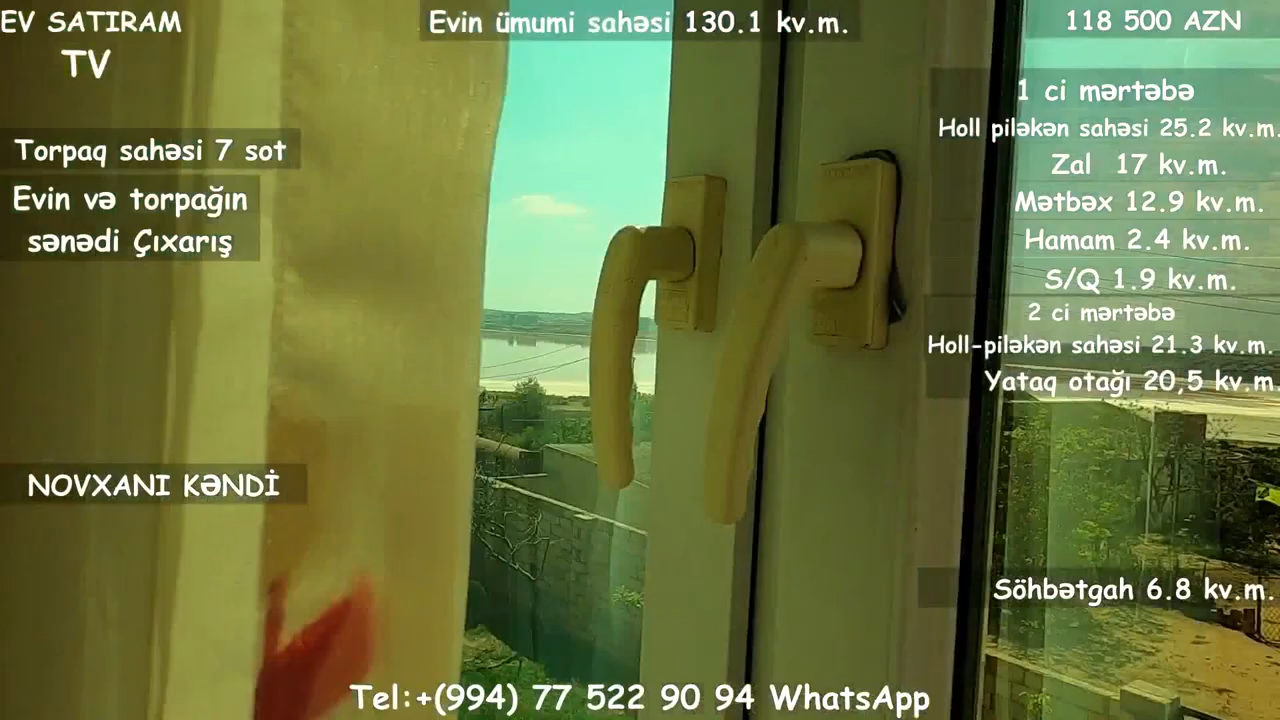 EV SATIRAM
TV
Evin ümumi sahəsi 130.1 kv.m.
118 500 AZN
Torpaq sahəsi 7 sot
Evin və torpağın
sənədi Çıxarış
NOVXANI KƏNDİ
1 ci mərtəbə
Holl piləkən sahəsi 25.2 kv.m.
Zal 17 kv.m.
Mətbəx 12.9 kv.m.
Hamam 2.4 kv.m.
S/Q 1.9 kv.m.
2 ci mərtəbə
Holl-piləkən sahəsi 21.3 kv.m.
Yataq otağı 20,5 kv.m.
Söhbətgah 6.8 kv.m.
Tel:+(994) 77 522 90 94 WhatsApp